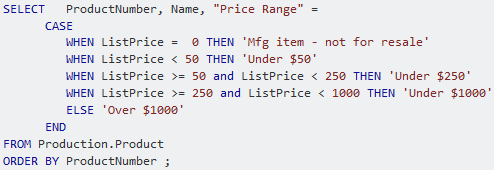 SELECT   ProductNumber, Name, "Price Range" =
      CASE
         WHEN ListPrice =  0 THEN 'Mfg item - not for resale'
         WHEN ListPrice < 50 THEN 'Under $50'
         WHEN ListPrice >= 50 and ListPrice < 250 THEN 'Under $250'
         WHEN ListPrice >= 250 and ListPrice < 1000 THEN 'Under $1000'
         ELSE 'Over $1000'
      END
FROM Production.Product
ORDER BY ProductNumber ;